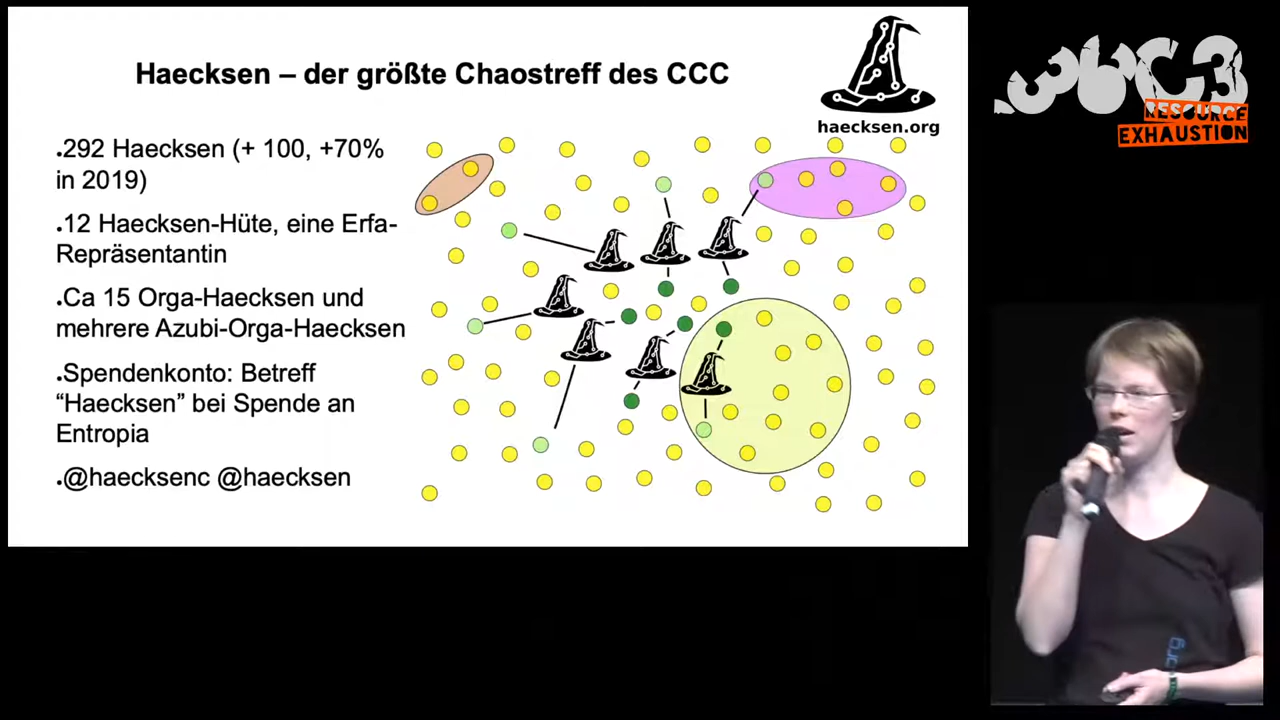 Haecksen – der größte Chaostreff des CCC
haecksen.org
.292 Haecksen (+ 100, +70%
in 2019)
.12 Haecksen-Hüte, eine Erfa-
Repräsentantin
.Ca 15 Orga-Haecksen und
mehrere Azubi-Orga-Haecksen
.Spendenkonto: Betreff
“Haecksen” bei Spende an
Entropia
.@haecksenc @haecksen
36C3
RESOURCE
EXHAUSTION
org